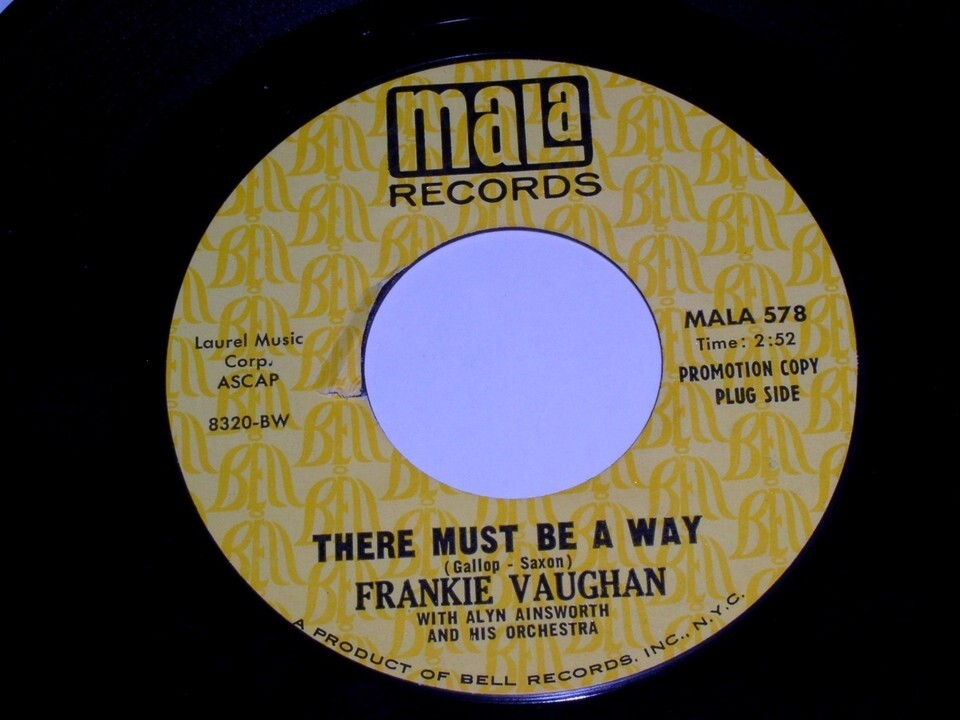 mala
RECORDS
Laurel Music
Corp.
ASCAP
8320-BW
MALA 578
Time: 2:52
PROMOTION COPY
PLUG SIDE
THERE MUST BE A WAY
(Gallop - Saxon)
FRANKIE VAUGHAN
WITH ALYN AINSWORTH
AND HIS ORCHESTRA
A PRODUCT OF BELL RECORDS, INC., N.Y.C.